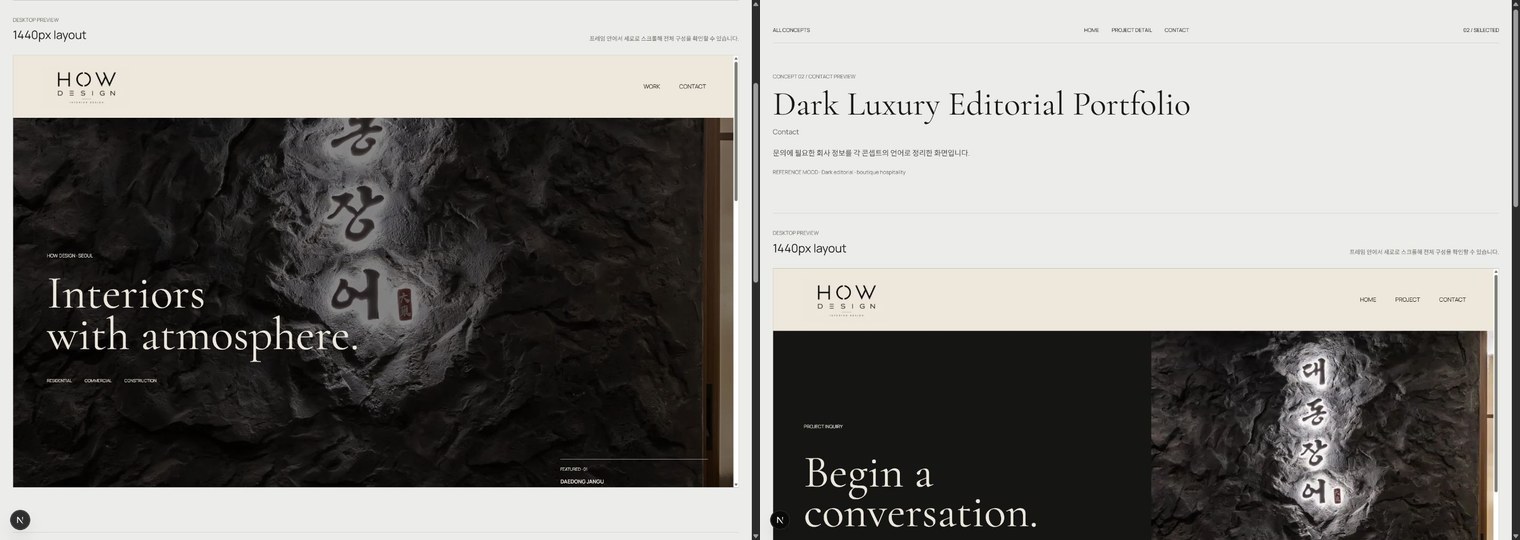 DESKTOP PREVIEW
1440px layout
프레임 안에서 세로로 스크롤해 전체 구성을 확인할 수 있습니다.
HOW
DESIGN
INTERIOR DESIGN
WORK
CONTACT
동
장
어
HOW DESIGN · SEOUL
Interiors
with atmosphere.
RESIDENTIAL
COMMERCIAL
CONSTRUCTION
FEATURED · 01
DAEDONG JANGU
N
ALL CONCEPTS
HOME
PROJECT DETAIL
CONTACT
02 / SELECTED
CONCEPT 02 / CONTACT PREVIEW
Dark Luxury Editorial Portfolio
Contact
문의에 필요한 회사 정보를 각 콘셉트의 언어로 정리한 화면입니다.
REFERENCE MOOD · Dark editorial · boutique hospitality
DESKTOP PREVIEW
1440px layout
프레임 안에서 세로로 스크롤해 전체 구성을 확인할 수 있습니다.
HOW
DESIGN
INTERIOR DESIGN
HOME
PROJECT
CONTACT
대
동
장
어
PROJECT INQUIRY
Begin a
conversation.
N